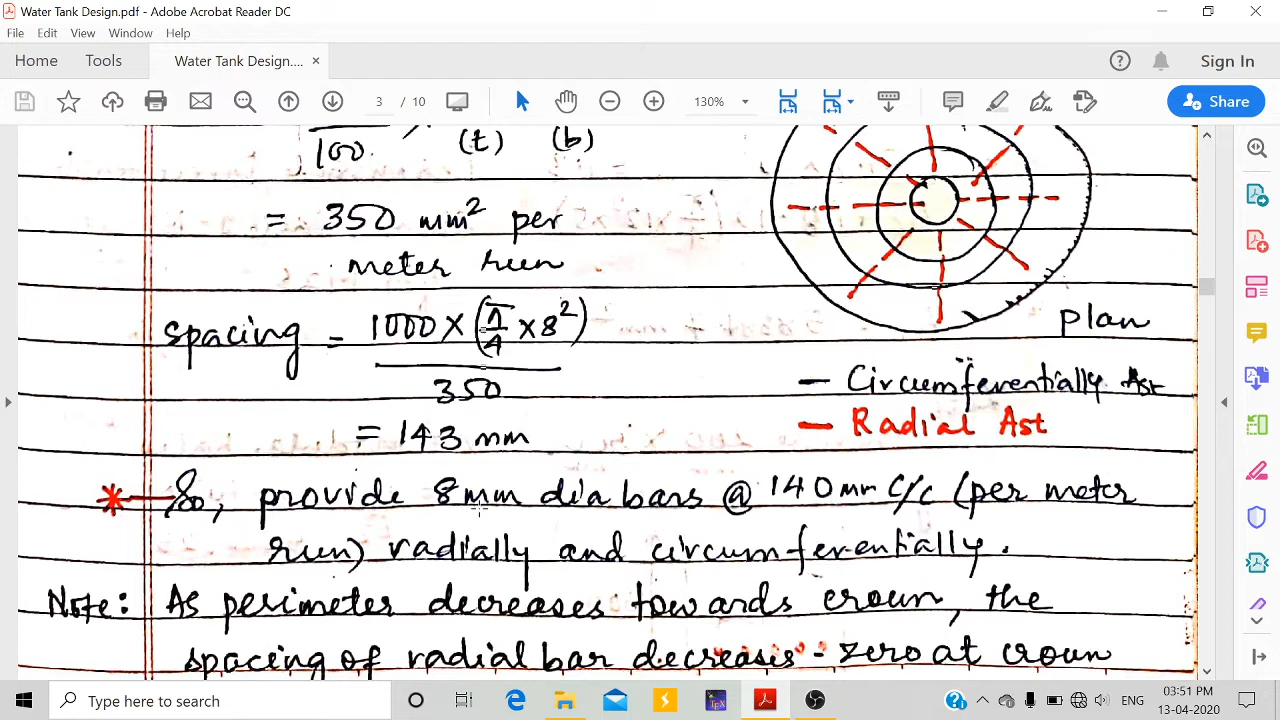 Water Tank Design.pdf - Adobe Acrobat Reader DC
File Edit View Window Help
Home Tools Water Tank Design.... × Sign In
3 / 10 130% Share
100 (t) (b)
= 350 mm² per
meter run
spacing = 1000 × (π/4 × 8²)
350
= 143 mm
plan
— Circumferentially Ast
— Radial Ast
* So, provide 8mm dia bars @ 140mm c/c (per meter
run) radially and circumferentially.
Note: As perimeter decreases towards croun, the
spacing of radial bar decreases - zero at croun
Type here to search
ENG
03:51 PM
13-04-2020